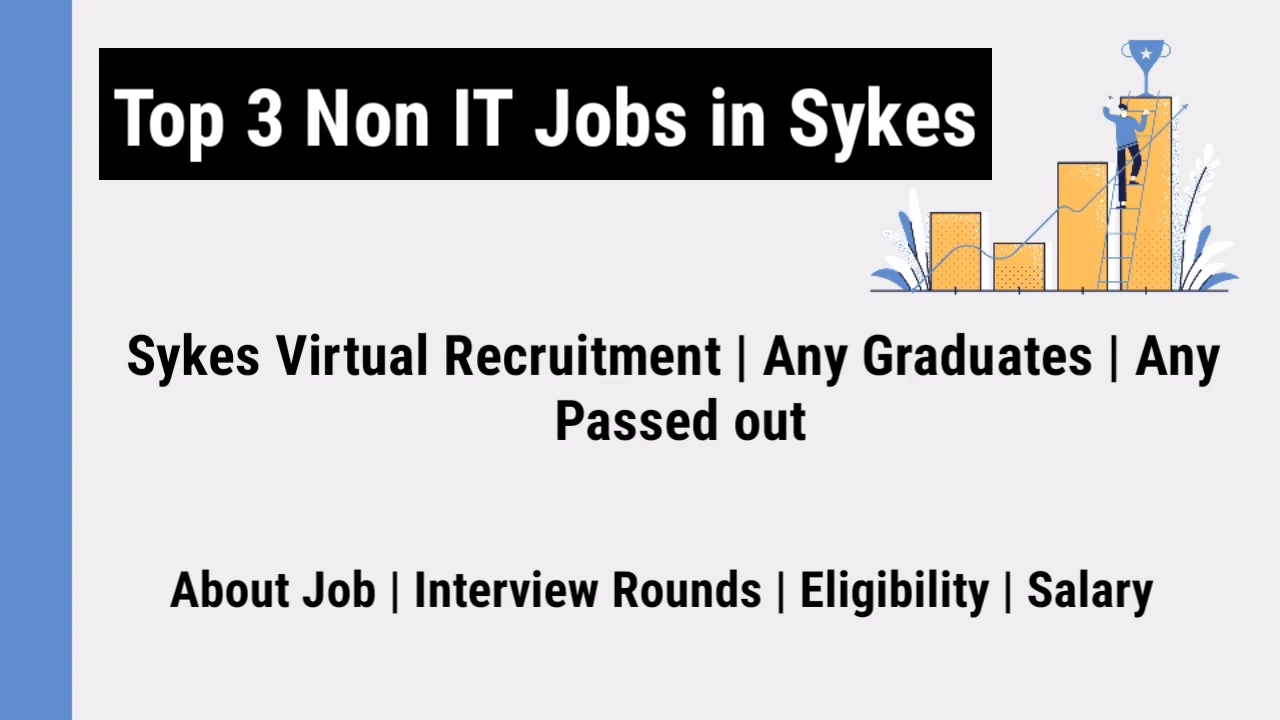 Top 3 Non IT Jobs in Sykes
Sykes Virtual Recruitment | Any Graduates | Any
Passed out
About Job | Interview Rounds | Eligibility | Salary